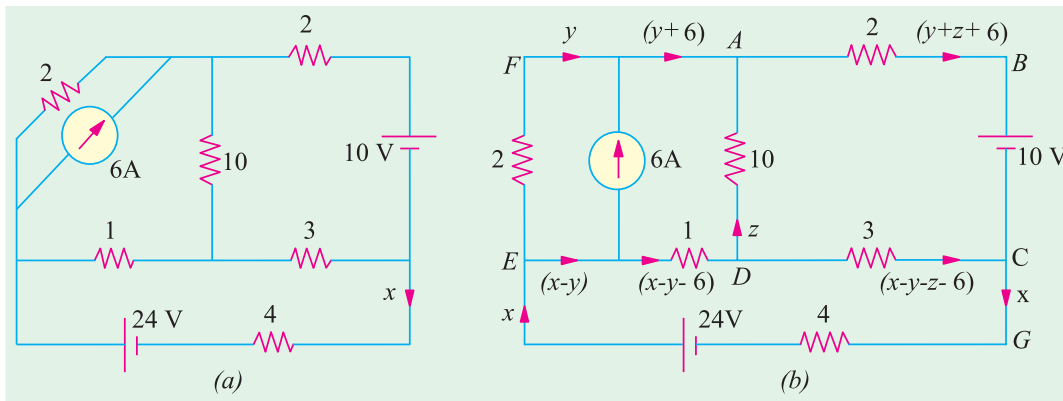 2
2
6A
10
10 V
1
3
x
24 V
4
(a)
y
(y+ 6)
A
2
(y+z+ 6)
F
B
2
6A
10
10 V
1
z
3
E
(x-y)
(x-y- 6)
D
(x-y-z- 6)
C
x
24V
4
x
G
(b)